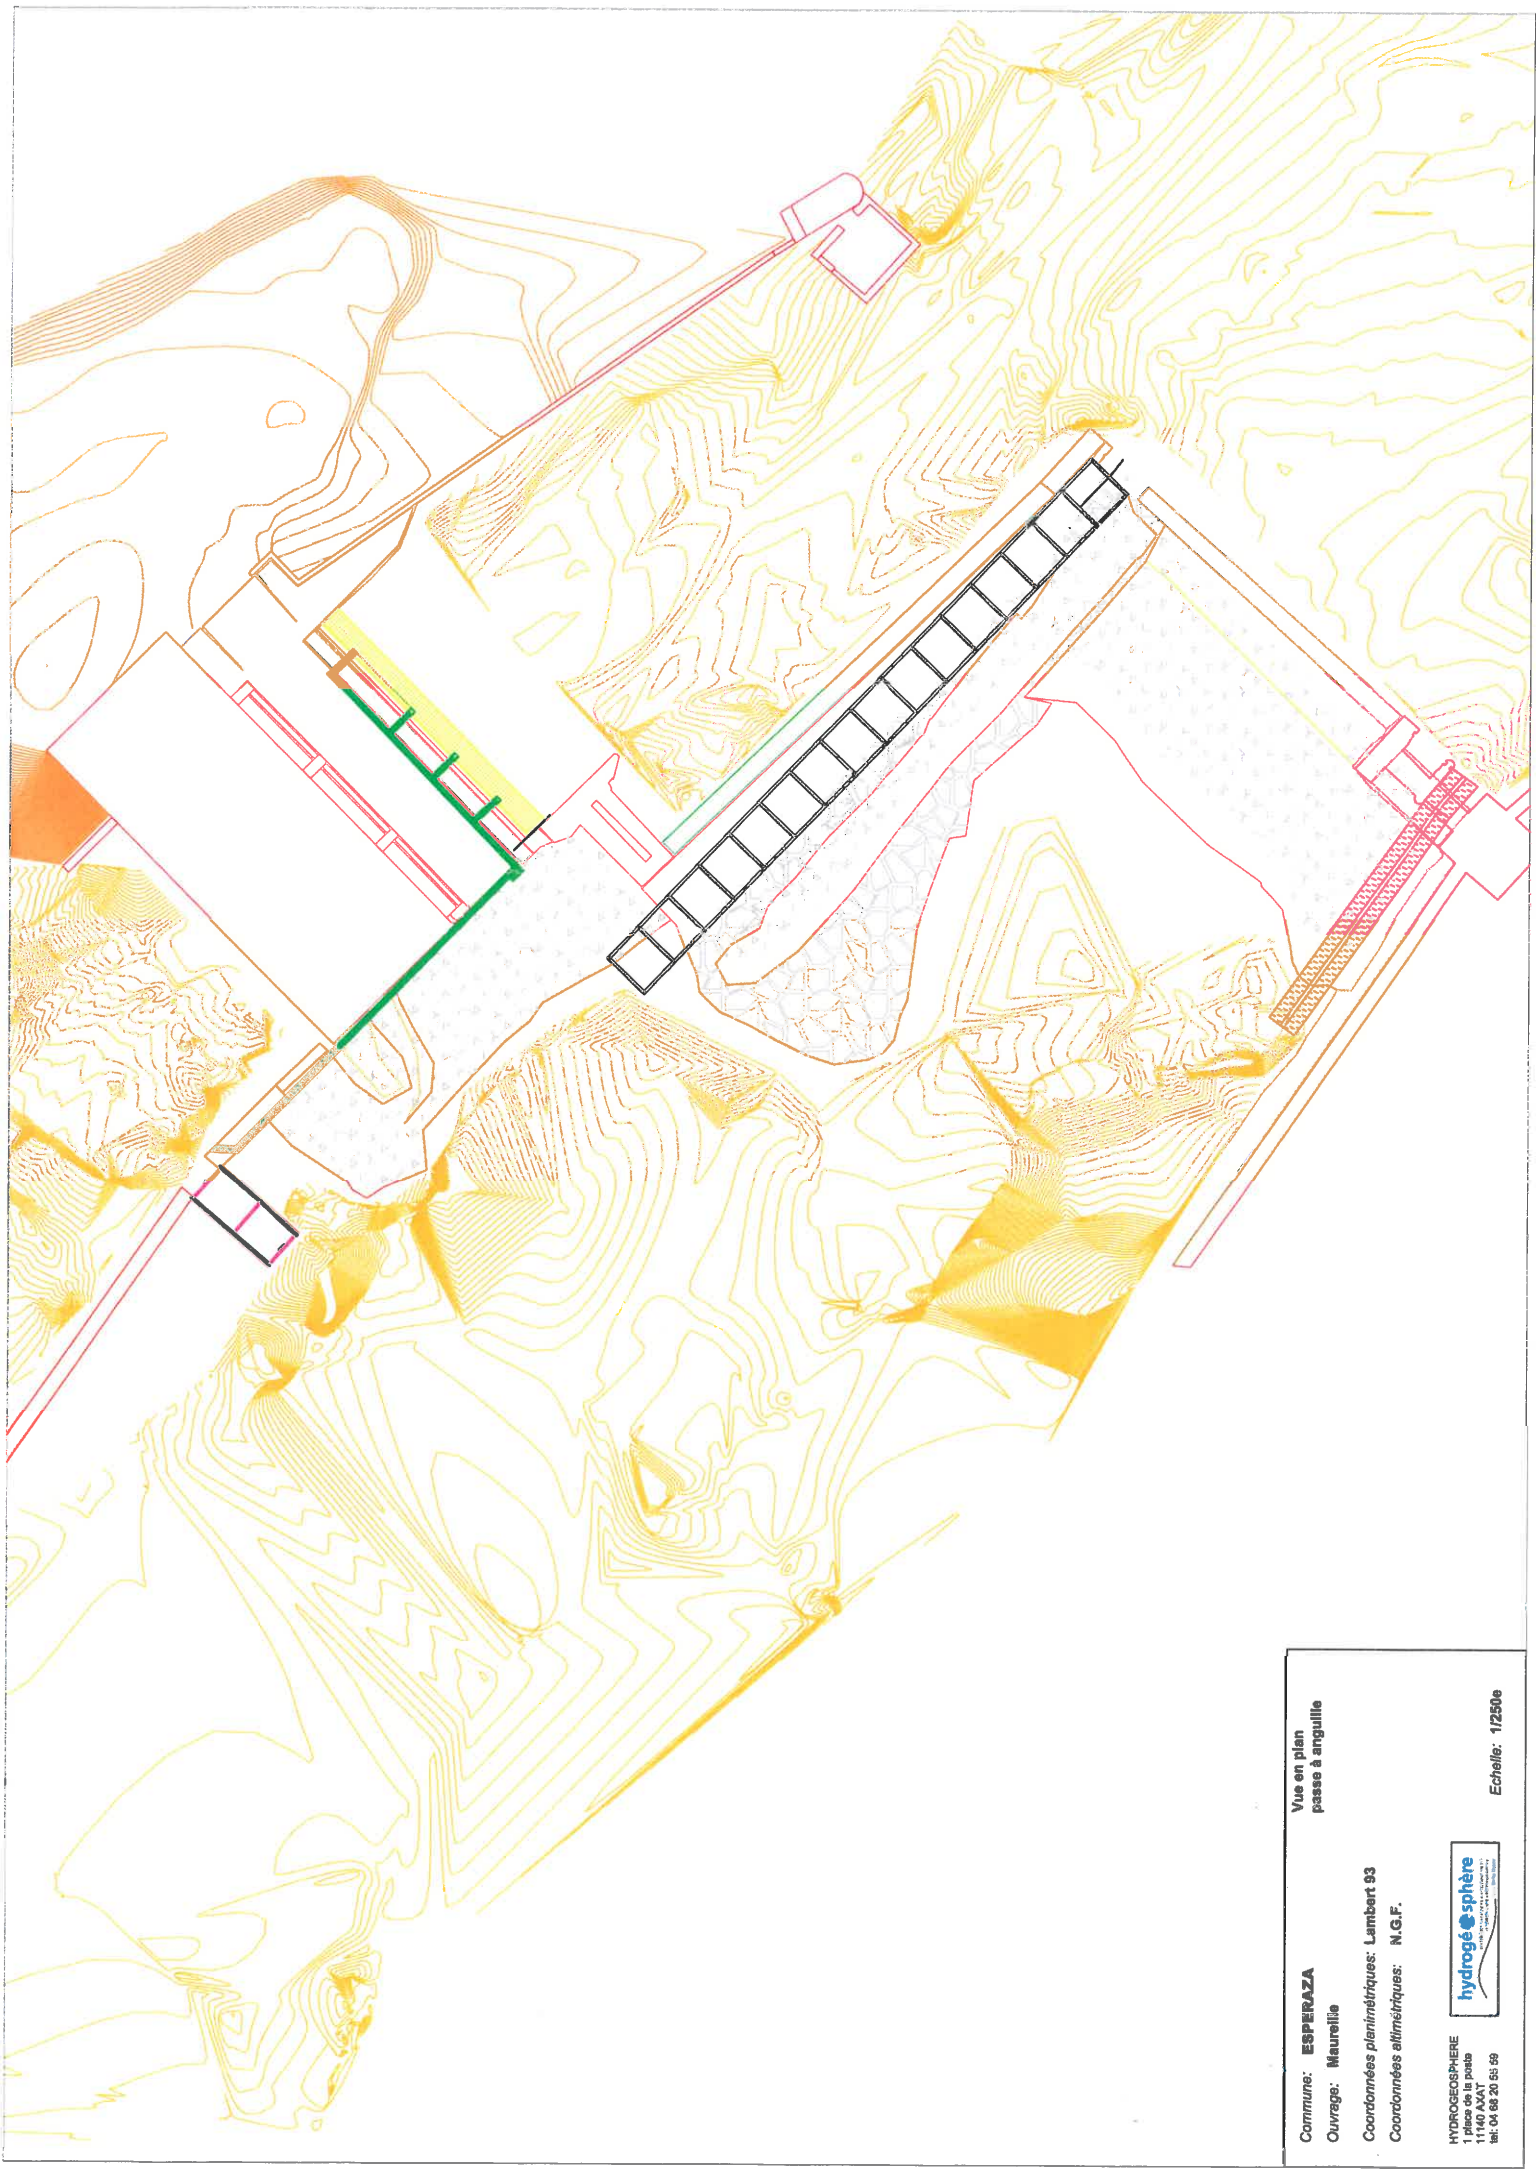 Commune: ESPERAZA
Ouvrage: Maureille
Vue en plan
passe à anguille
Coordonnées planimétriques: Lambert 93
Coordonnées altimétriques: N.G.F.
HYDROGEOSPHERE
1 place de la poste
11140 AXAT
tel: 04 68 20 55 59
hydrogéosphère
Echelle: 1/250e